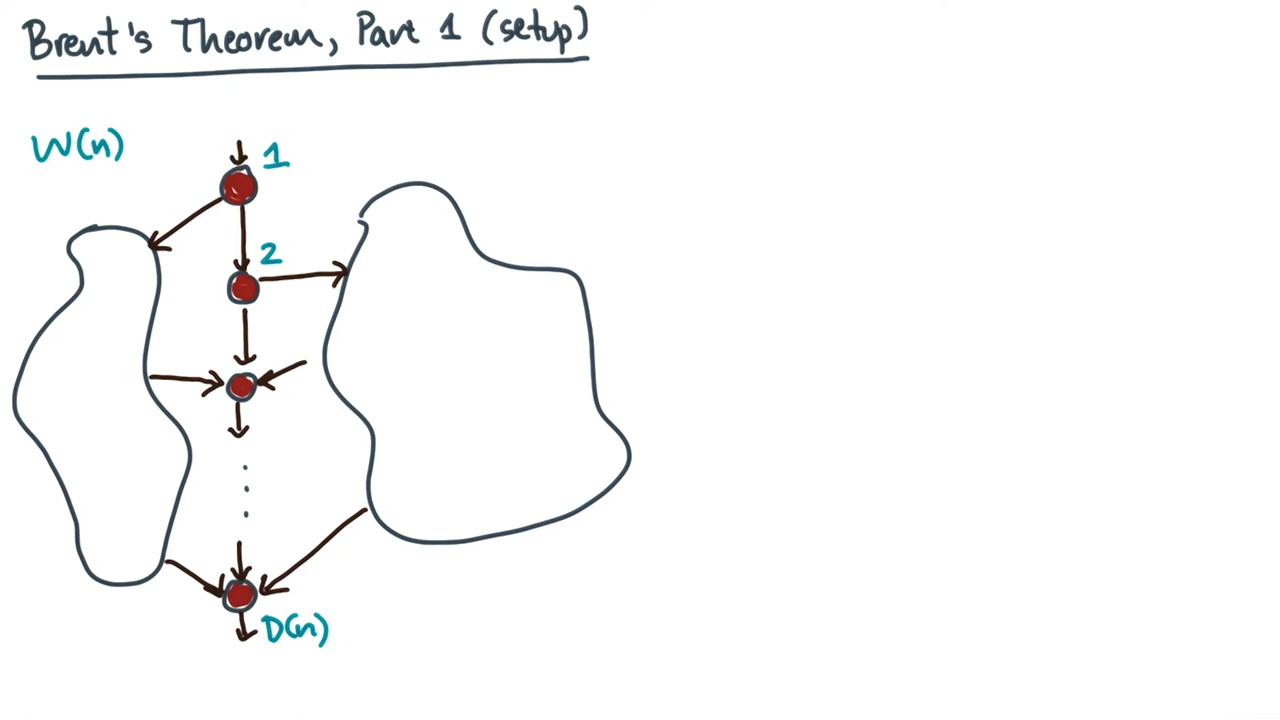 Brent's Theorem, Part 1 (setup)
W(n)
1
2
D(n)